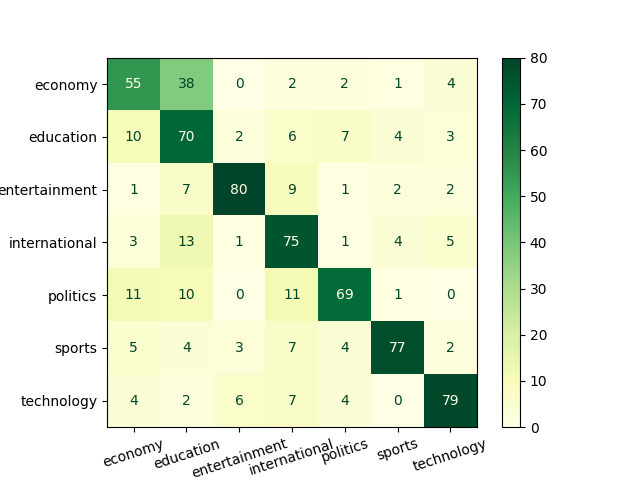 economy 55 38 0 2 2 1 4
education 10 70 2 6 7 4 3
entertainment 1 7 80 9 1 2 2
international 3 13 1 75 1 4 5
politics 11 10 0 11 69 1 0
sports 5 4 3 7 4 77 2
technology 4 2 6 7 4 0 79
economy education entertainment international politics sports technology
80
70
60
50
40
30
20
10
0